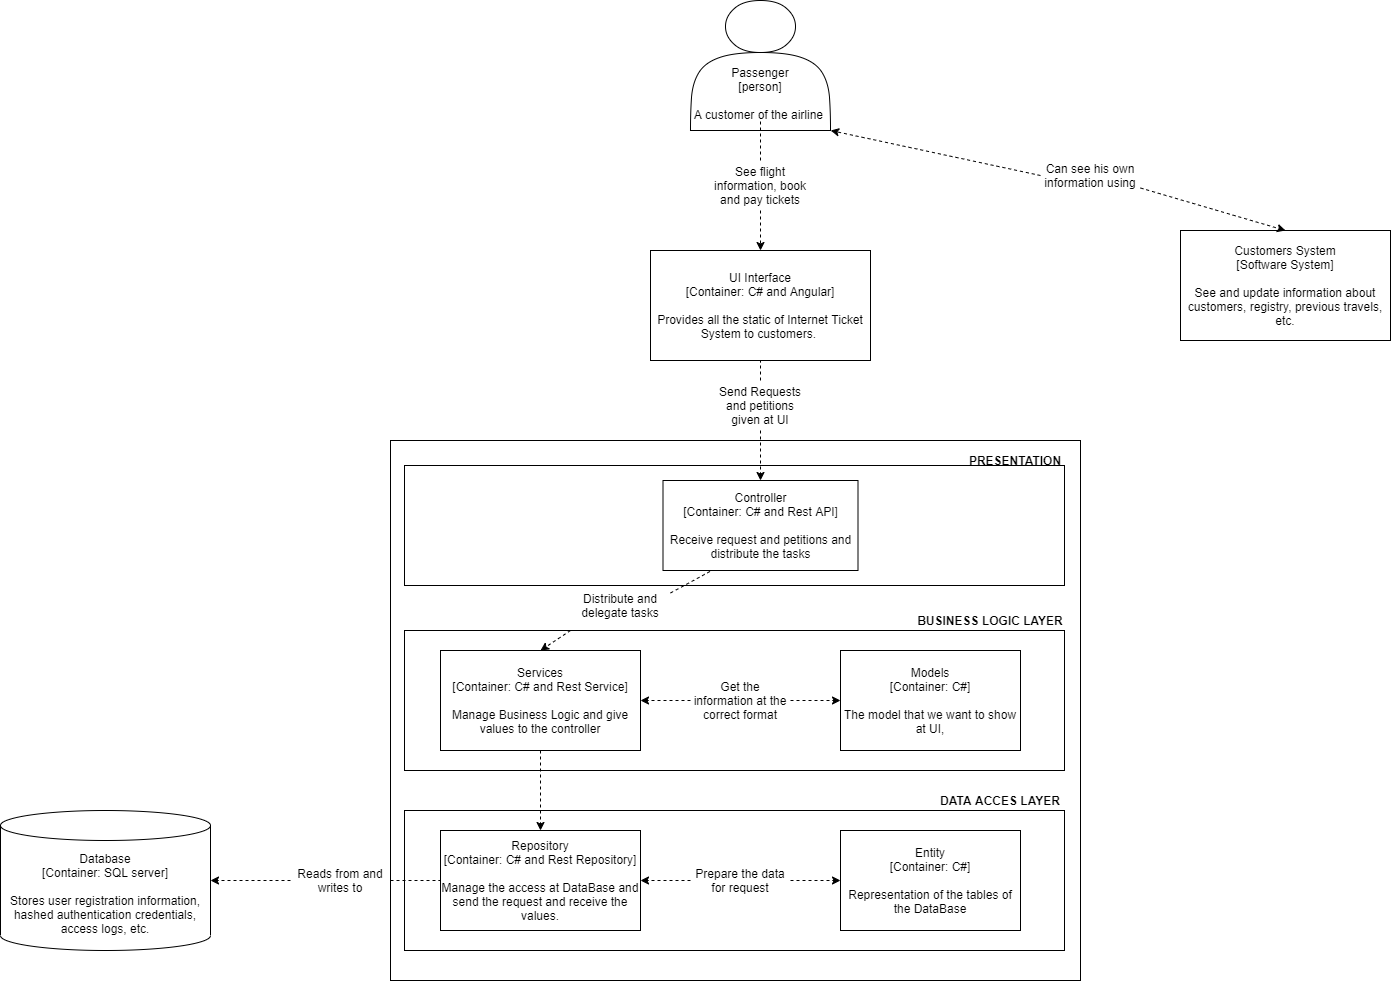 Passenger
[person]
A customer of the airline
See flight
information, book
and pay tickets
Can see his own
information using
UI Interface
[Container: C# and Angular]
Provides all the static of Internet Ticket
System to customers.
Customers System
[Software System]
See and update information about
customers, registry, previous travels,
etc.
Send Requests
and petitions
given at UI
PRESENTATION
Controller
[Container: C# and Rest API]
Receive request and petitions and
distribute the tasks
Distribute and
delegate tasks
BUSINESS LOGIC LAYER
Services
[Container: C# and Rest Service]
Manage Business Logic and give
values to the controller
Get the
information at the
correct format
Models
[Container: C#]
The model that we want to show
at UI,
DATA ACCES LAYER
Database
[Container: SQL server]
Stores user registration information,
hashed authentication credentials,
access logs, etc.
Reads from and
writes to
Repository
[Container: C# and Rest Repository]
Manage the access at DataBase and
send the request and receive the
values.
Prepare the data
for request
Entity
[Container: C#]
Representation of the tables of
the DataBase